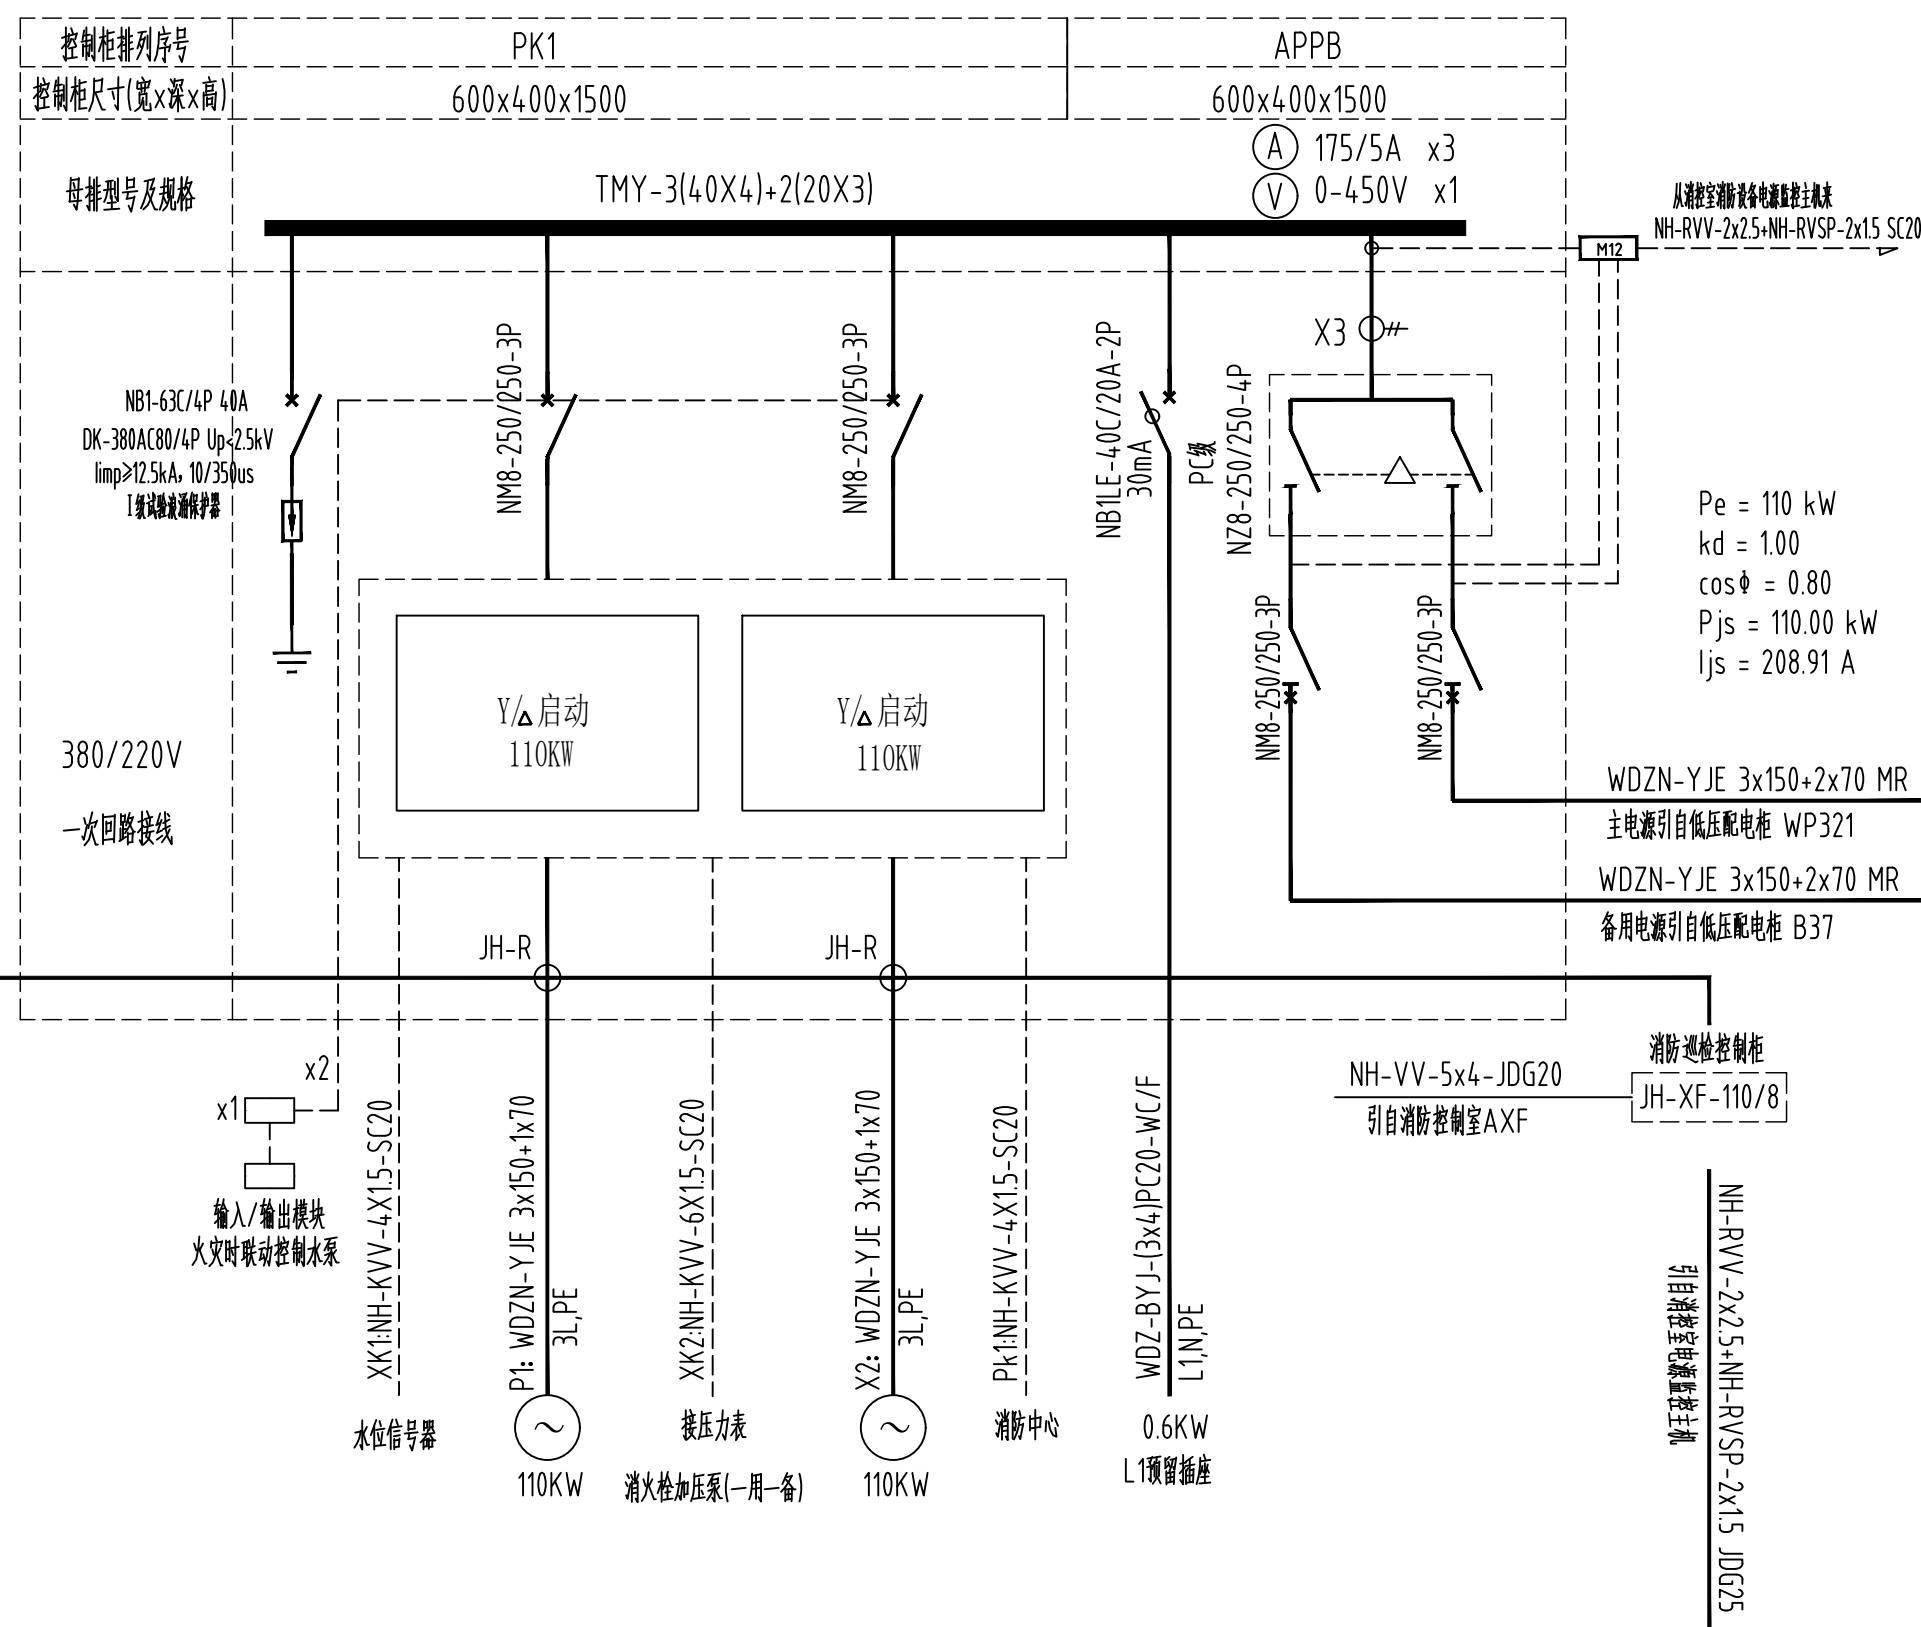 控制柜排列序号
PK1
APPB
控制柜尺寸(宽x深x高)
600x400x1500
600x400x1500
母排型号及规格
TMY-3(40X4)+2(20X3)
A
175/5A x3
V
0-450V x1
从消控室消防设备电源监控主机来
NH-RVV-2x2.5+NH-RVSP-2x1.5 SC20
M12
NB1-63C/4P 40A
DK-380AC80/4P Up<2.5kV
Iimp≥12.5kA, 10/350us
I级试验浪涌保护器
NM8-250/250-3P
NM8-250/250-3P
NB1LE-40C/20A-2P
30mA
X3
PC级
NZ8-250/250-4P
Pe = 110 kW
kd = 1.00
cosΦ = 0.80
Pjs = 110.00 kW
Ijs = 208.91 A
NM8-250/250-3P
NM8-250/250-3P
Y/△启动
110KW
Y/△启动
110KW
380/220V
一次回路接线
WDZN-YJE 3x150+2x70 MR
主电源引自低压配电柜 WP321
WDZN-YJE 3x150+2x70 MR
备用电源引自低压配电柜 B37
JH-R
JH-R
消防巡检控制柜
JH-XF-110/8
NH-VV-5x4-JDG20
引自消防控制室AXF
x2
x1
输入/输出模块
火灾时联动控制水泵
XK1:NH-KVV-4X1.5-SC20
P1: WDZN-YJE 3x150+1x70
3L,PE
XK2:NH-KVV-6X1.5-SC20
X2: WDZN-YJE 3x150+1x70
3L,PE
Pk1:NH-KVV-4X1.5-SC20
WDZ-BYJ-(3x4)PC20-WC/F
L1,N,PE
引自消控室电源监控主机
NH-RVV-2x2.5+NH-RVSP-2x1.5 JDG25
水位信号器
~
110KW
接压力表
消火栓加压泵(一用一备)
~
110KW
消防中心
0.6KW
L1预留插座